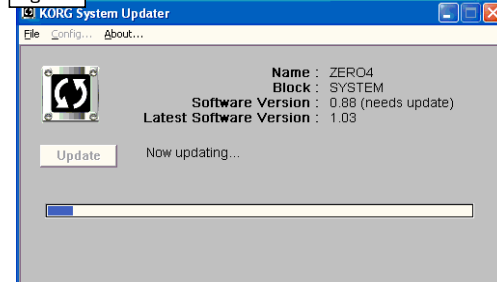 KORG System Updater
File Config... About...
Name : ZERO4
Block : SYSTEM
Software Version : 0.88 (needs update)
Latest Software Version : 1.03
Update Now updating...